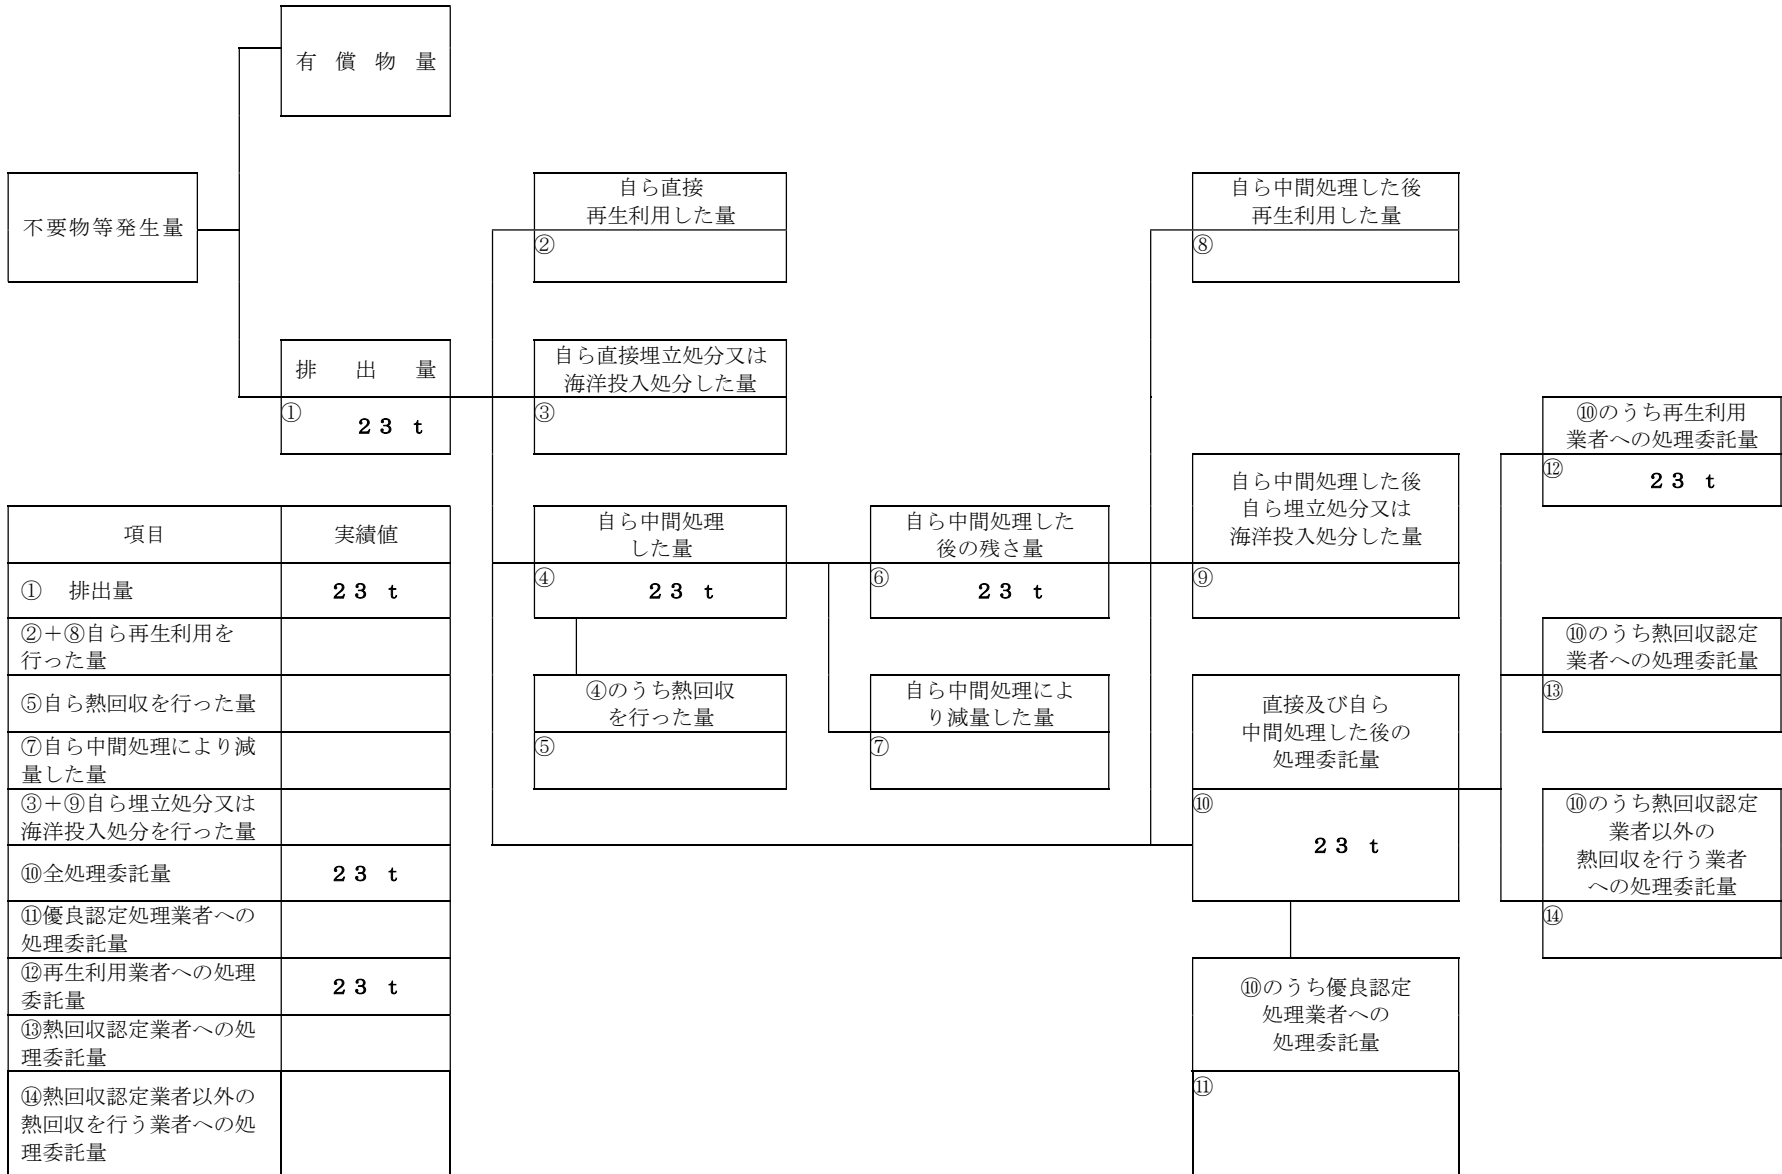 有償物量
不要物等発生量
自ら直接
再生利用した量
②
自ら中間処理した後
再生利用した量
⑧
排出量
① 23 t
自ら直接埋立処分又は
海洋投入処分した量
③
⑩のうち再生利用
業者への処理委託量
⑫ 23 t
自ら中間処理した後
自ら埋立処分又は
海洋投入処分した量
⑨
自ら中間処理
した量
④ 23 t
自ら中間処理した
後の残さ量
⑥ 23 t
⑩のうち熱回収認定
業者への処理委託量
⑬
④のうち熱回収
を行った量
⑤
自ら中間処理によ
り減量した量
⑦
直接及び自ら
中間処理した後の
処理委託量
⑩
23 t
⑩のうち熱回収認定
業者以外の
熱回収を行う業者
への処理委託量
⑭
⑩のうち優良認定
処理業者への
処理委託量
⑪
項目 実績値
① 排出量 23 t
②+⑧自ら再生利用を
行った量
⑤自ら熱回収を行った量
⑦自ら中間処理により減
量した量
③+⑨自ら埋立処分又は
海洋投入処分を行った量
⑩全処理委託量 23 t
⑪優良認定処理業者への
処理委託量
⑫再生利用業者への処理
委託量 23 t
⑬熱回収認定業者への処
理委託量
⑭熱回収認定業者以外の
熱回収を行う業者への処
理委託量